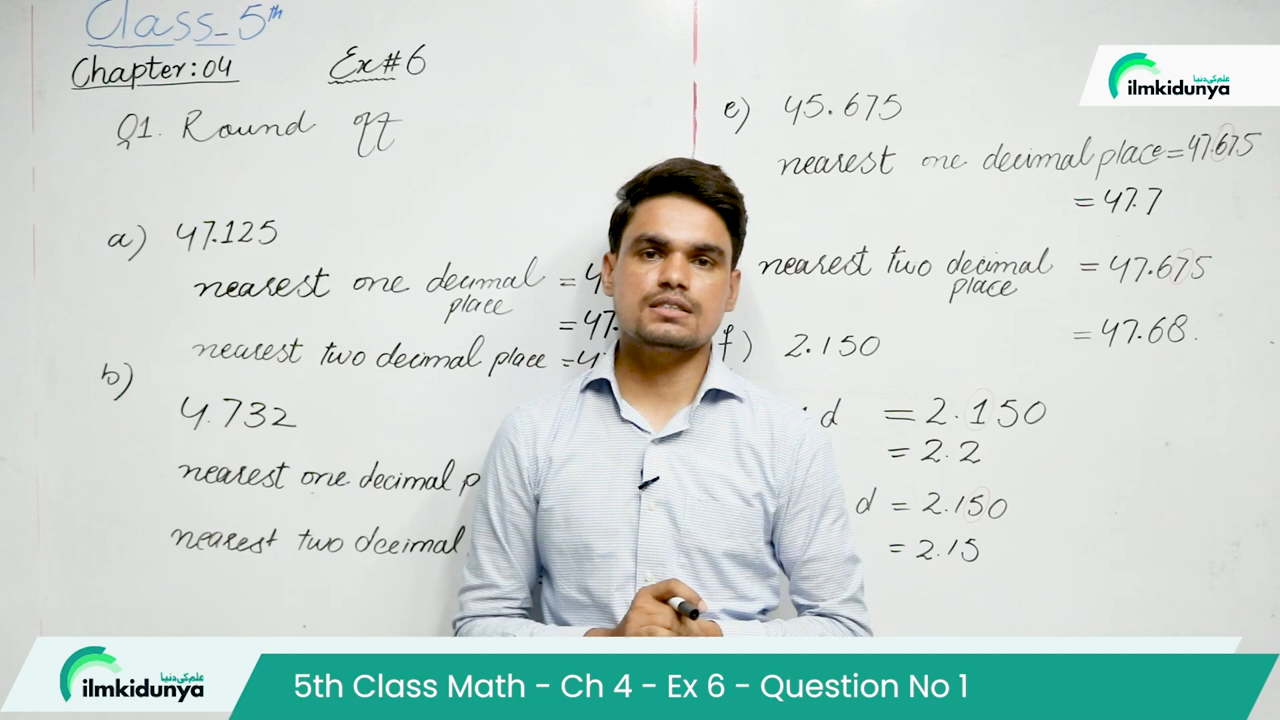 Class_5th
Chapter:04 Ex#6
Q1. Round off
a) 47.125
nearest one decimal place =4
=47.
nearest two decimal place =4
b)
4.732
nearest one decimal p
nearest two decimal
e) 45.675
nearest one decimal place=47.675
=47.7
nearest two decimal place =47.675
=47.68.
f) 2.150
d =2.150
=2.2
d =2.150
=2.15
علم کی دنیا
ilmkidunya
علم کی دنیا
ilmkidunya
5th Class Math - Ch 4 - Ex 6 - Question No 1